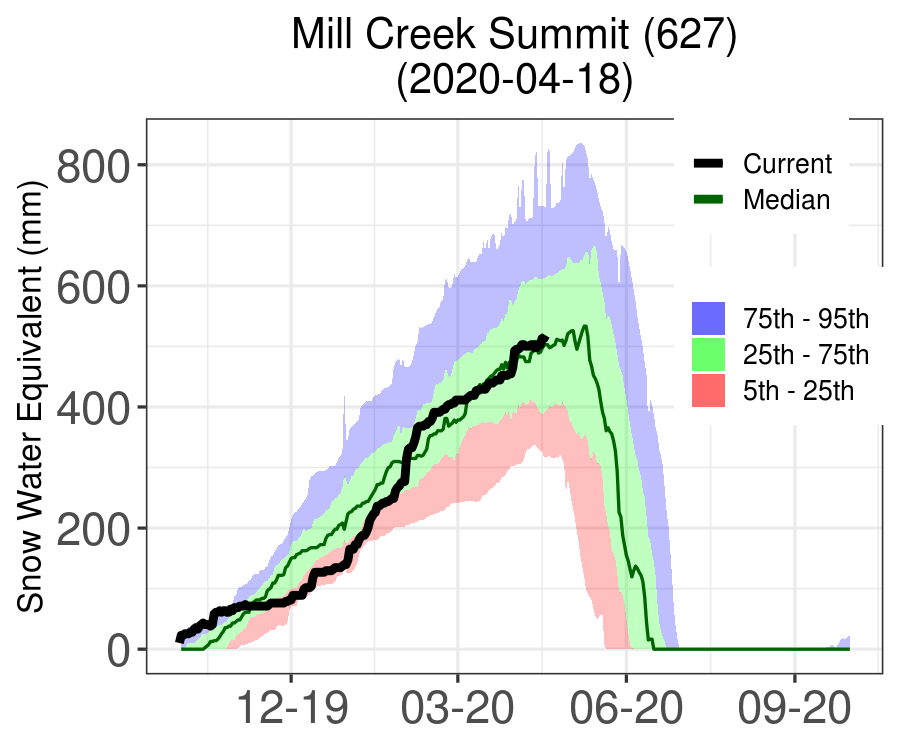 Mill Creek Summit (627)
(2020-04-18)
Snow Water Equivalent (mm)
800
600
400
200
0
12-19
03-20
06-20
09-20
Current
Median
75th - 95th
25th - 75th
5th - 25th